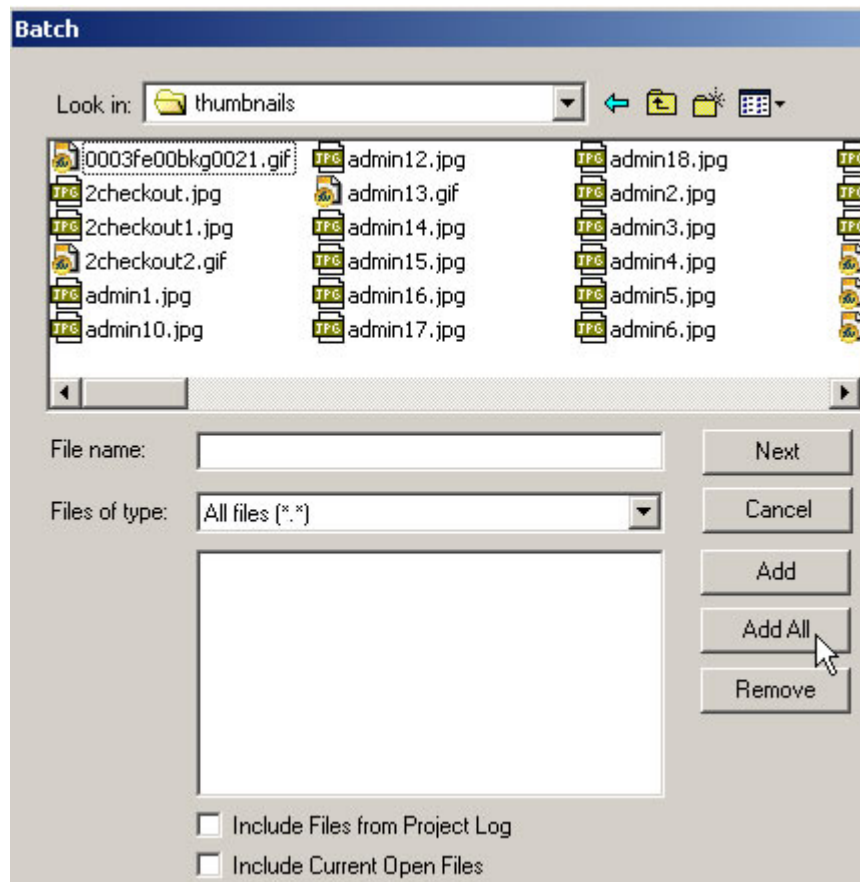 Batch
Look in: thumbnails
0003fe00bkg0021.gif
2checkout.jpg
2checkout1.jpg
2checkout2.gif
admin1.jpg
admin10.jpg
admin12.jpg
admin13.gif
admin14.jpg
admin15.jpg
admin16.jpg
admin17.jpg
admin18.jpg
admin2.jpg
admin3.jpg
admin4.jpg
admin5.jpg
admin6.jpg
File name:
Next
Files of type: All files (*.*)
Cancel
Add
Add All
Remove
Include Files from Project Log
Include Current Open Files